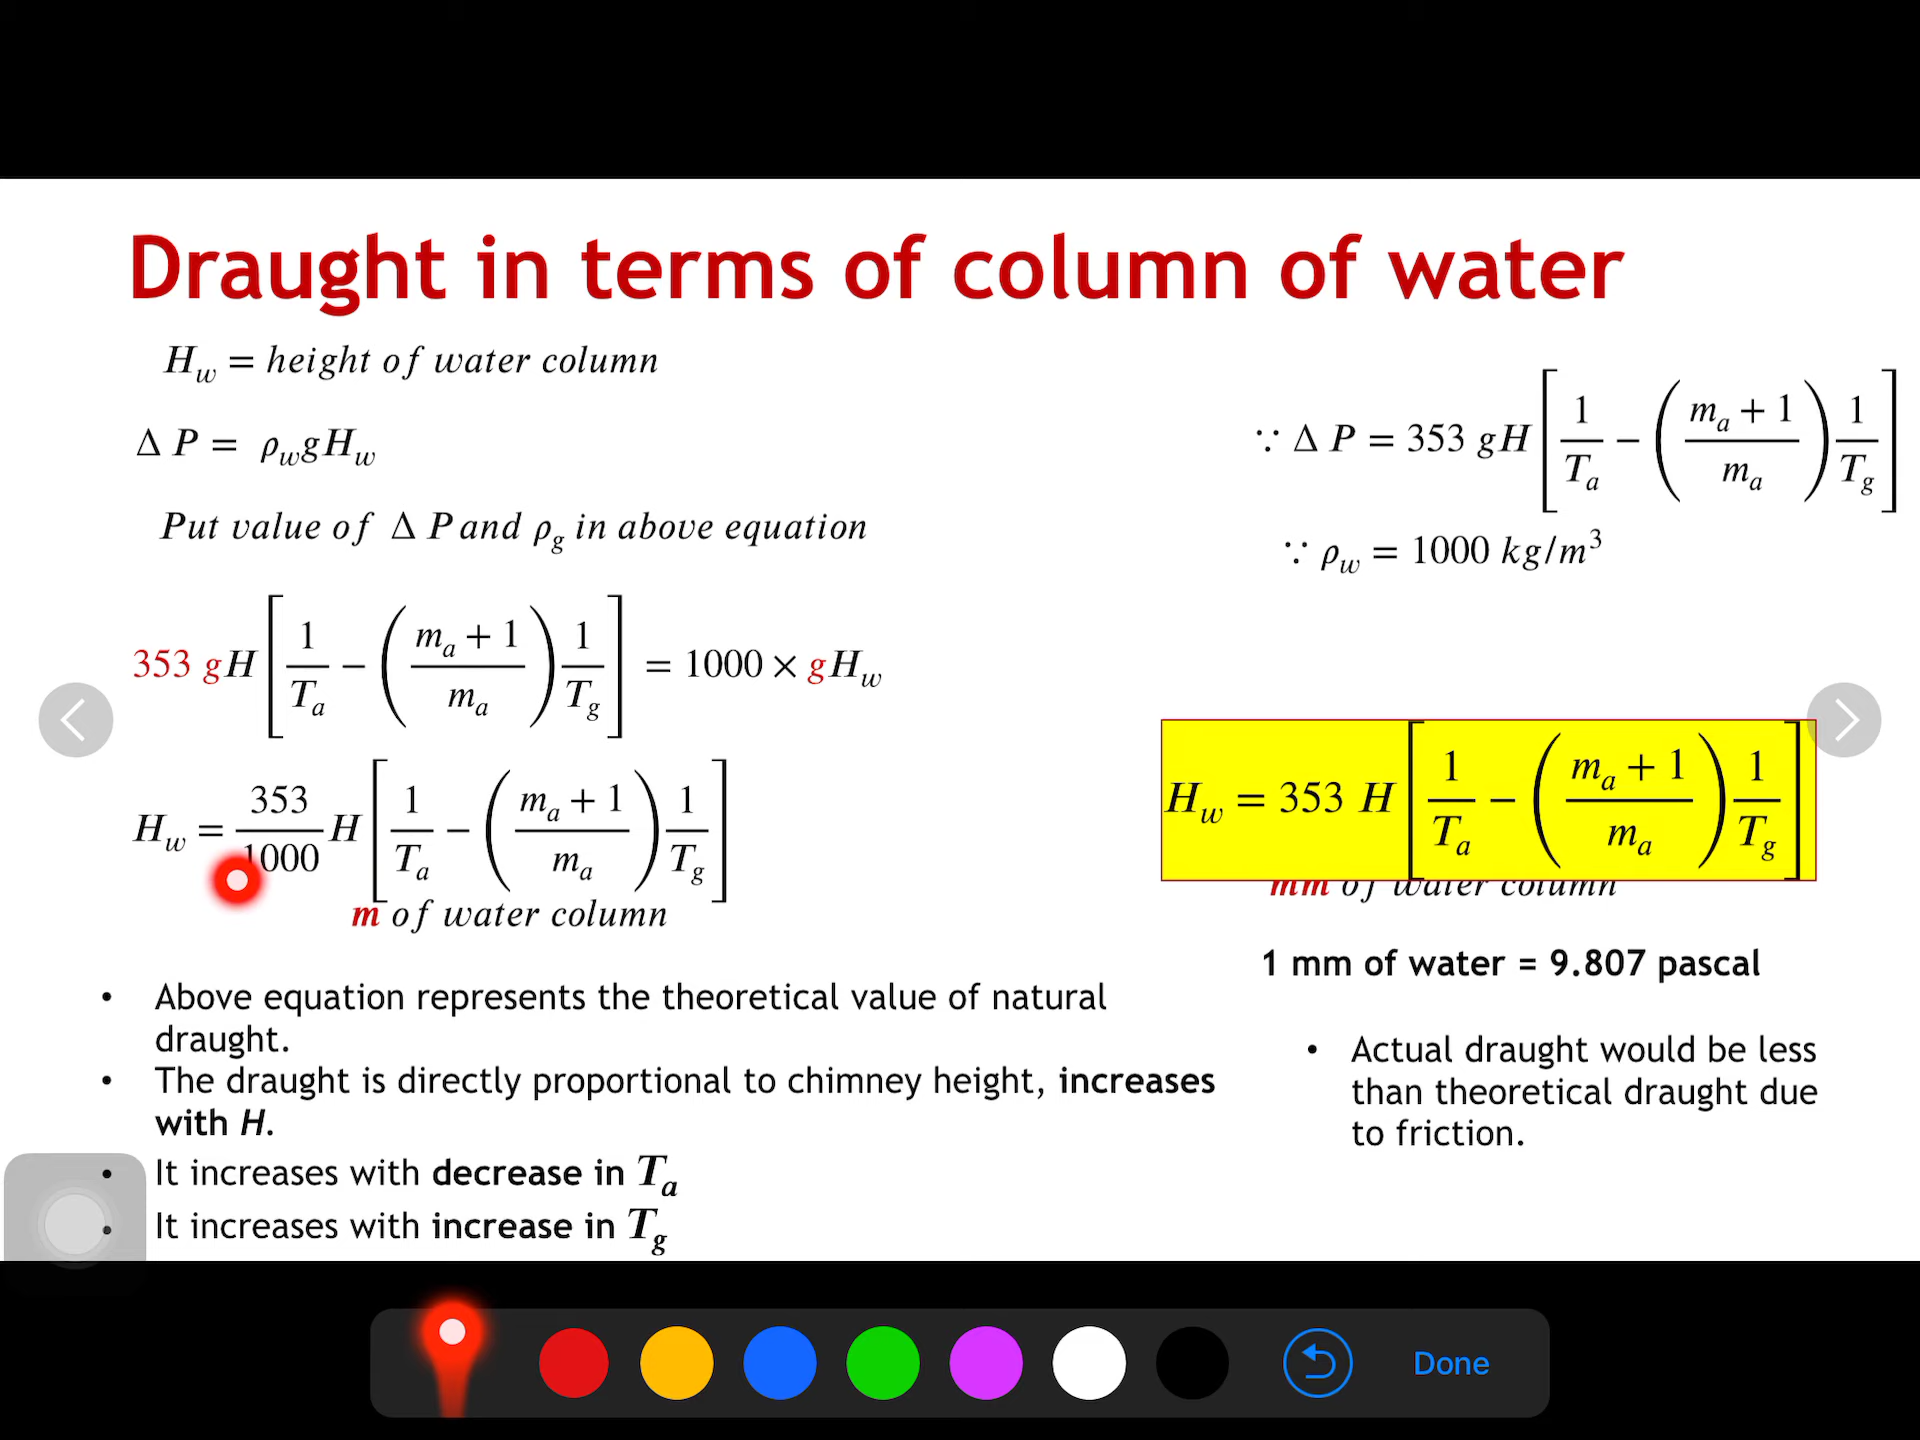 Draught in terms of column of water
H_w = height of water column
Δ P = ρ_w gH_w
Put value of Δ P and ρ_g in above equation
353 gH [1/T_a − ((m_a + 1)/m_a) 1/T_g] = 1000 × gH_w
H_w = 353/1000 H [1/T_a − ((m_a + 1)/m_a) 1/T_g]
m of water column
• Above equation represents the theoretical value of natural
draught.
• The draught is directly proportional to chimney height, increases
with H.
• It increases with decrease in T_a
• It increases with increase in T_g
∵ Δ P = 353 gH [1/T_a − ((m_a + 1)/m_a) 1/T_g]
∵ ρ_w = 1000 kg/m³
H_w = 353 H [1/T_a − ((m_a + 1)/m_a) 1/T_g]
mm of water column
1 mm of water = 9.807 pascal
• Actual draught would be less
than theoretical draught due
to friction.
Done